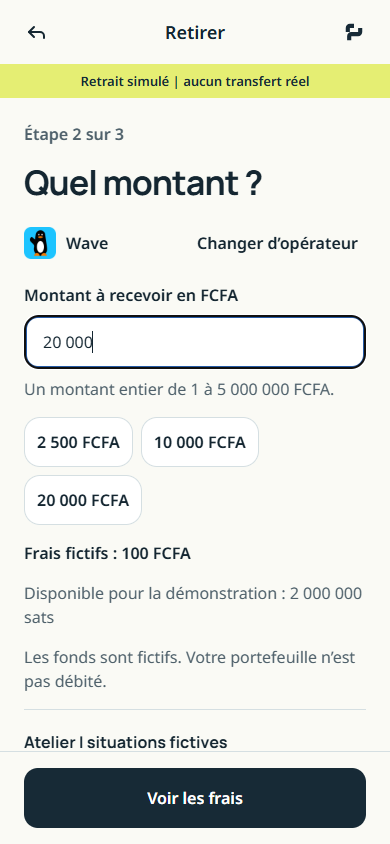 Retirer
Retrait simulé | aucun transfert réel
Étape 2 sur 3
Quel montant ?
Wave
Changer d’opérateur
Montant à recevoir en FCFA
20 000
Un montant entier de 1 à 5 000 000 FCFA.
2 500 FCFA
10 000 FCFA
20 000 FCFA
Frais fictifs : 100 FCFA
Disponible pour la démonstration : 2 000 000
sats
Les fonds sont fictifs. Votre portefeuille n’est
pas débité.
Atelier | situations fictives
Voir les frais